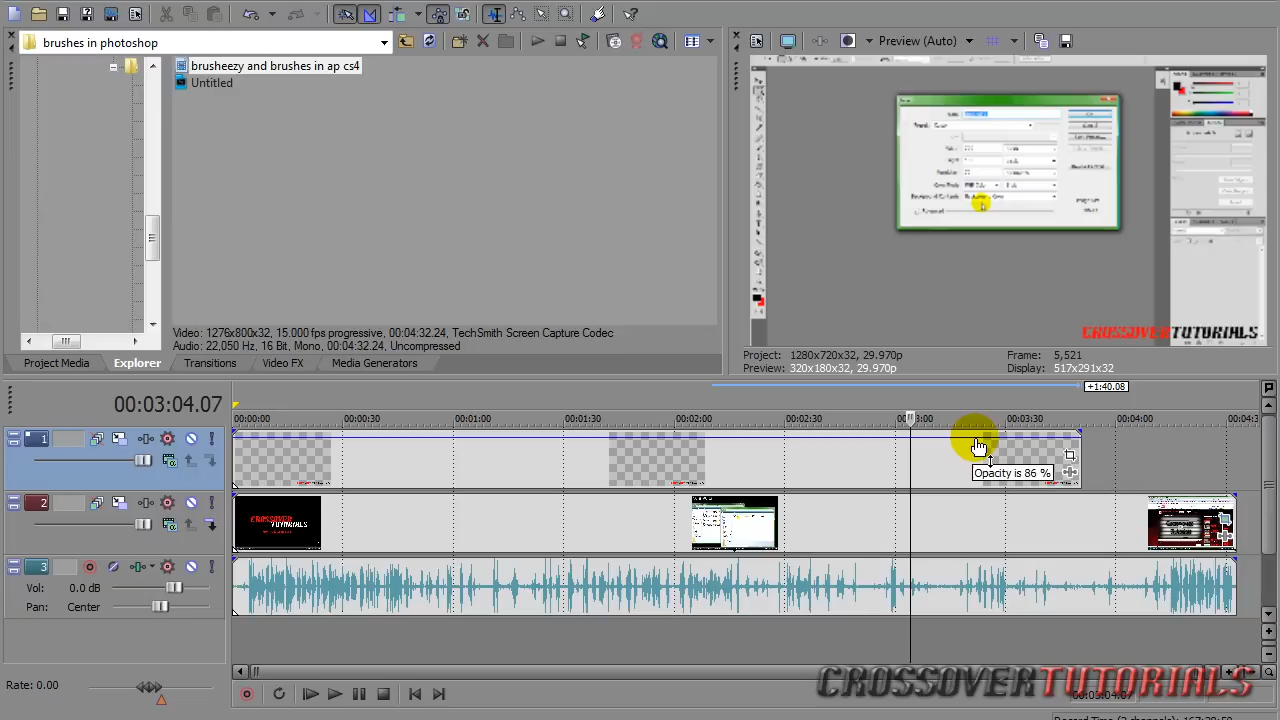 brushes in photoshop
brusheezy and brushes in ap cs4
Untitled
Video: 1276x800x32, 15.000 fps progressive, 00:04:32.24, TechSmith Screen Capture Codec
Audio: 22,050 Hz, 16 Bit, Mono, 00:04:32.24, Uncompressed
Project Media Explorer Transitions Video FX Media Generators
Preview (Auto)
CROSSOVERTUTORIALS
Project: 1280x720x32, 29.970p Frame: 5,521
Preview: 320x180x32, 29.970p Display: 517x291x32
+1:40.08
00:03:04.07
00:00:00 00:00:30 00:01:00 00:01:30 00:02:00 00:02:30 00:03:30 00:04:00
1
Opacity is 86 %
2
CROSSOVER
TUTORIALS
3
Vol: 0.0 dB
Pan: Center
Rate: 0.00
CROSSOVERTUTORIALS
00:03:04.07